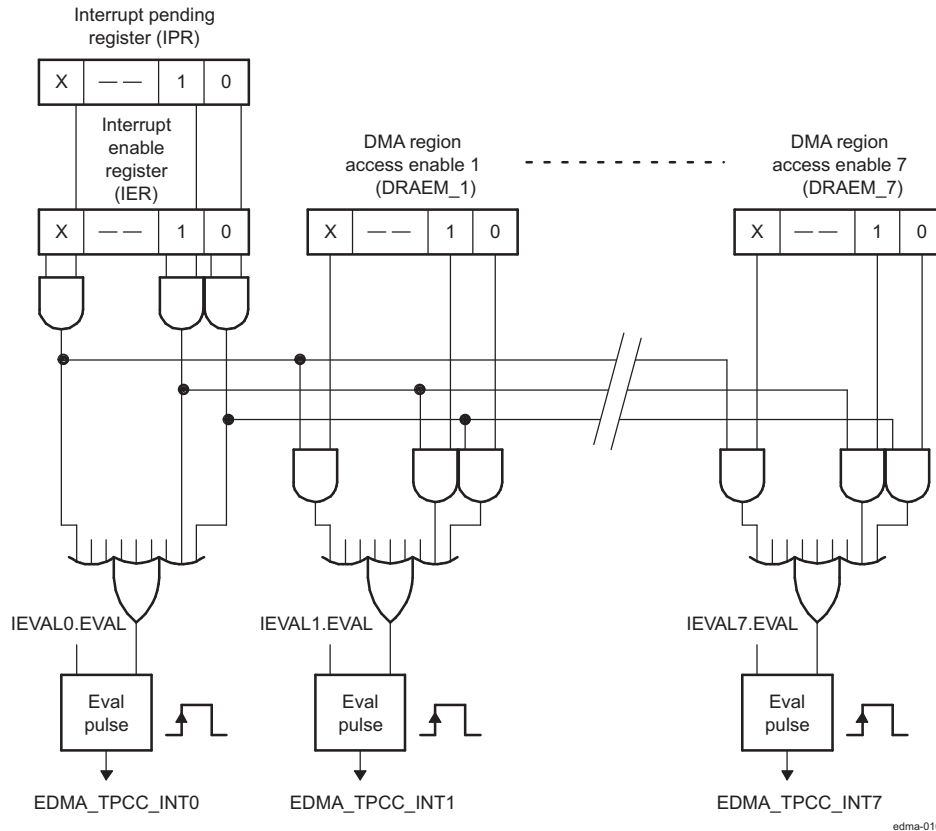 Interrupt pending
register (IPR)
X — — 1 0
Interrupt
enable
register
(IER)
DMA region
access enable 1
(DRAEM_1)
DMA region
access enable 7
(DRAEM_7)
X — — 1 0
X — — 1 0
X — — 1 0
IEVAL0.EVAL
IEVAL1.EVAL
IEVAL7.EVAL
Eval
pulse
Eval
pulse
Eval
pulse
EDMA_TPCC_INT0
EDMA_TPCC_INT1
EDMA_TPCC_INT7